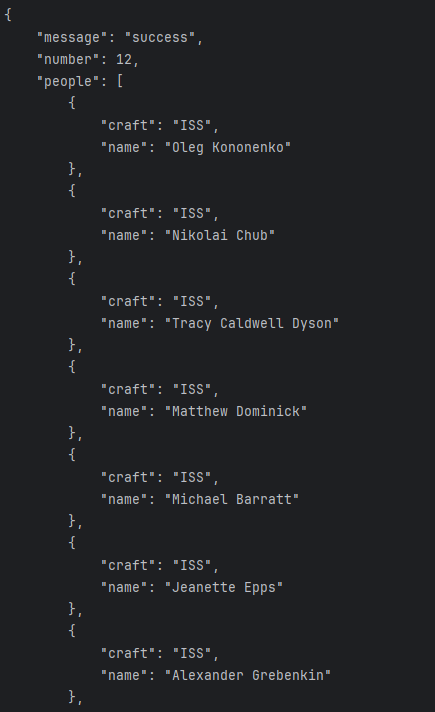 {
    "message": "success",
    "number": 12,
    "people": [
        {
            "craft": "ISS",
            "name": "Oleg Kononenko"
        },
        {
            "craft": "ISS",
            "name": "Nikolai Chub"
        },
        {
            "craft": "ISS",
            "name": "Tracy Caldwell Dyson"
        },
        {
            "craft": "ISS",
            "name": "Matthew Dominick"
        },
        {
            "craft": "ISS",
            "name": "Michael Barratt"
        },
        {
            "craft": "ISS",
            "name": "Jeanette Epps"
        },
        {
            "craft": "ISS",
            "name": "Alexander Grebenkin"
        },